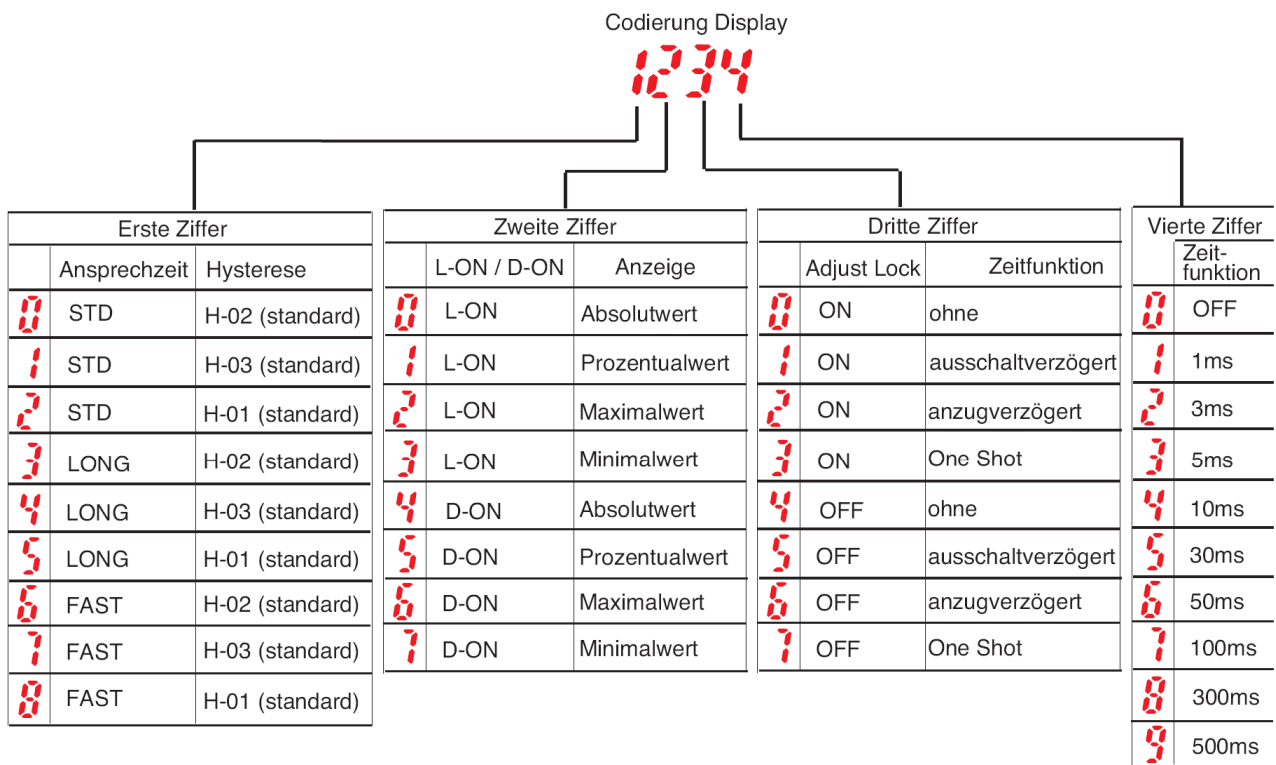 Codierung Display
1234
Erste Ziffer
Ansprechzeit Hysterese
0 STD H-02 (standard)
1 STD H-03 (standard)
2 STD H-01 (standard)
3 LONG H-02 (standard)
4 LONG H-03 (standard)
5 LONG H-01 (standard)
6 FAST H-02 (standard)
7 FAST H-03 (standard)
8 FAST H-01 (standard)
Zweite Ziffer
L-ON / D-ON Anzeige
0 L-ON Absolutwert
1 L-ON Prozentualwert
2 L-ON Maximalwert
3 L-ON Minimalwert
4 D-ON Absolutwert
5 D-ON Prozentualwert
6 D-ON Maximalwert
7 D-ON Minimalwert
Dritte Ziffer
Adjust Lock Zeitfunktion
0 ON ohne
1 ON ausschaltverzögert
2 ON anzugverzögert
3 ON One Shot
4 OFF ohne
5 OFF ausschaltverzögert
6 OFF anzugverzögert
7 OFF One Shot
Vierte Ziffer
Zeit-
funktion
0 OFF
1 1ms
2 3ms
3 5ms
4 10ms
5 30ms
6 50ms
7 100ms
8 300ms
9 500ms